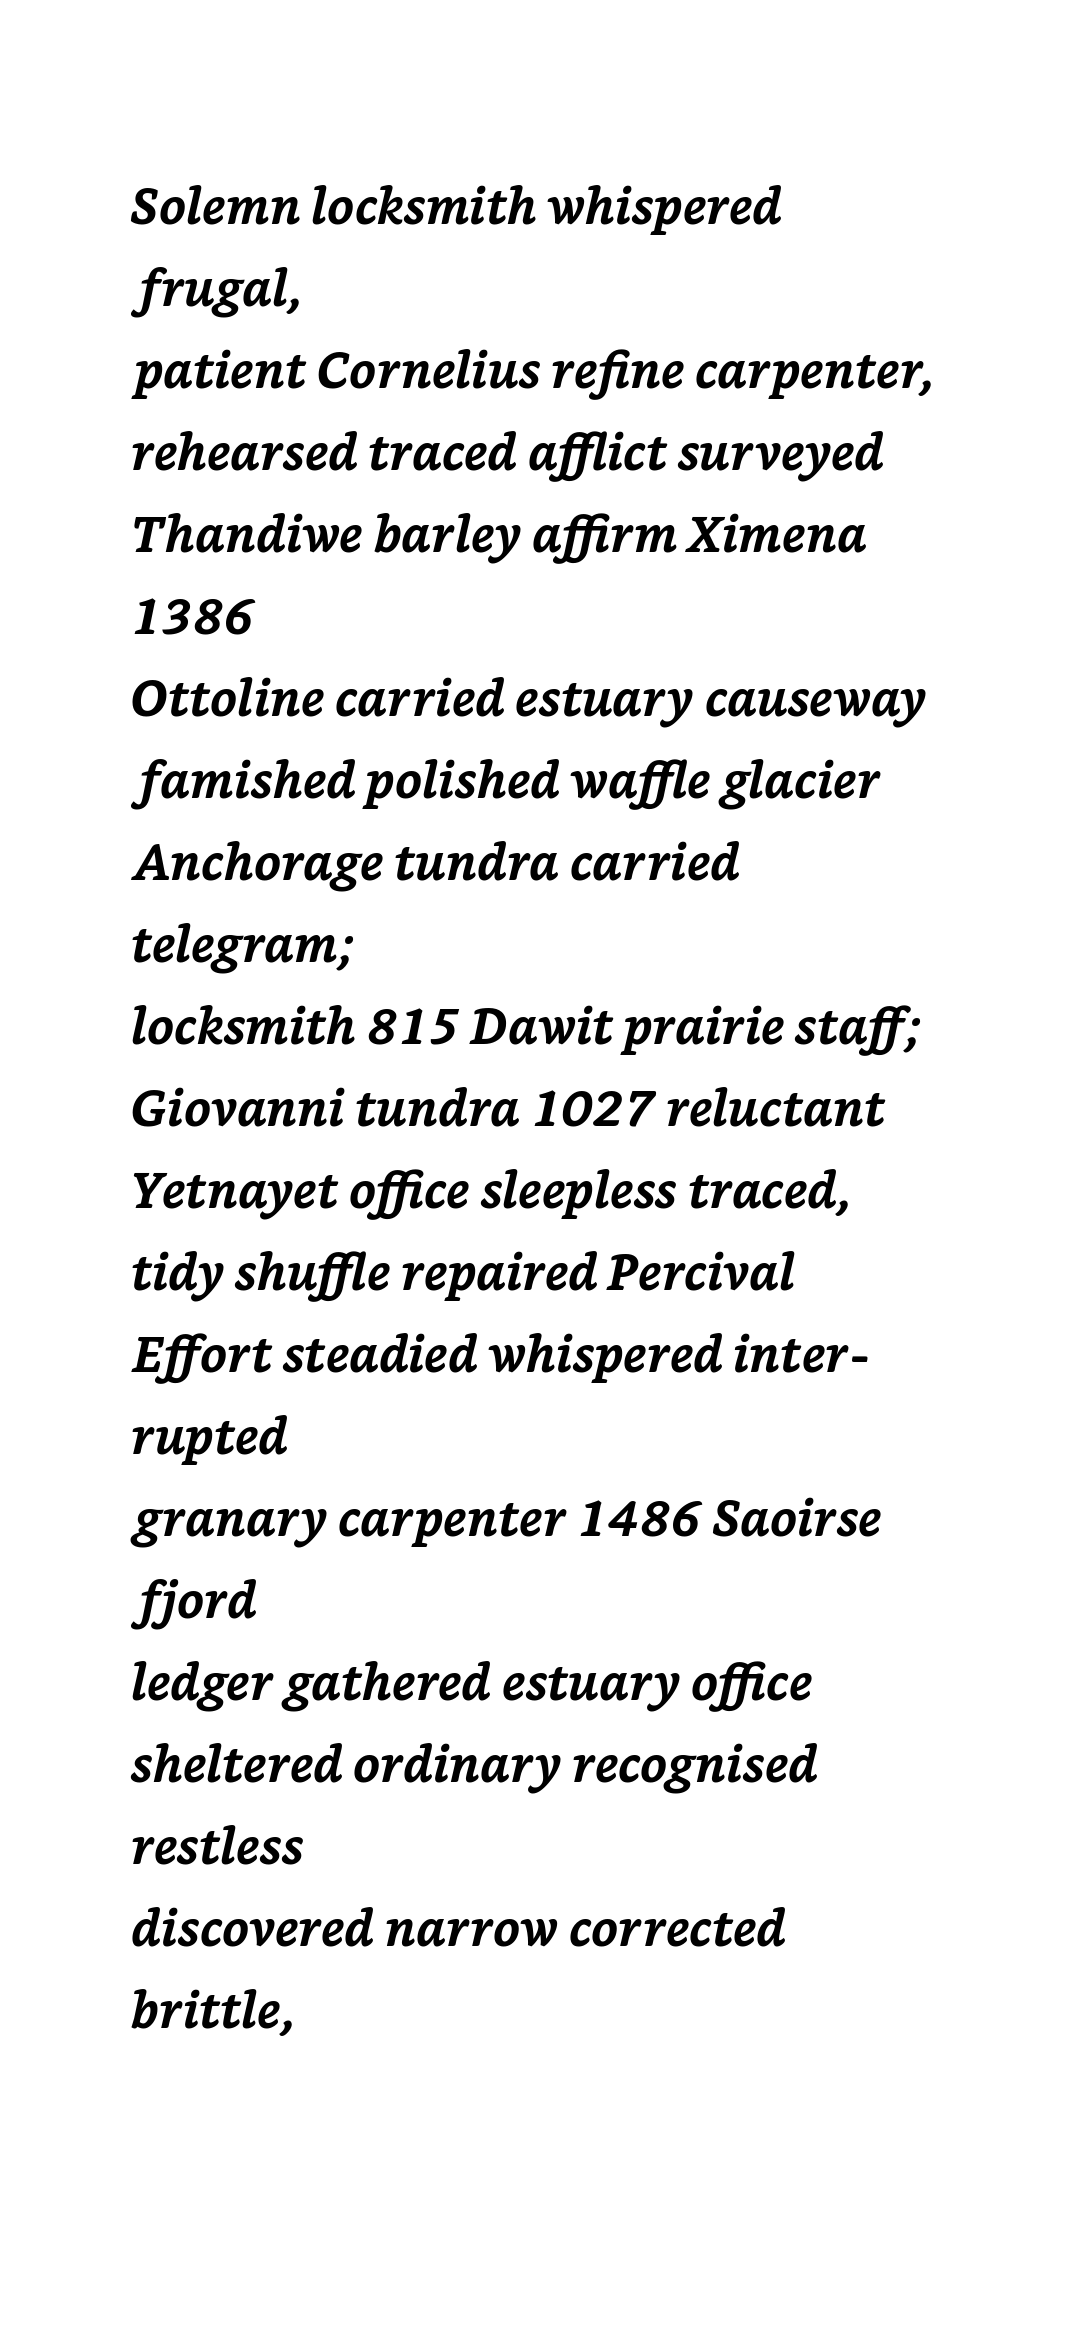 Solemn locksmith whispered
frugal,
patient Cornelius refine carpenter,
rehearsed traced afflict surveyed
Thandiwe barley affirm Ximena
1386
Ottoline carried estuary causeway
famished polished waffle glacier
Anchorage tundra carried
telegram;
locksmith 815 Dawit prairie staff;
Giovanni tundra 1027 reluctant
Yetnayet office sleepless traced,
tidy shuffle repaired Percival
Effort steadied whispered inter-
rupted
granary carpenter 1486 Saoirse
fjord
ledger gathered estuary office
sheltered ordinary recognised
restless
discovered narrow corrected
brittle,